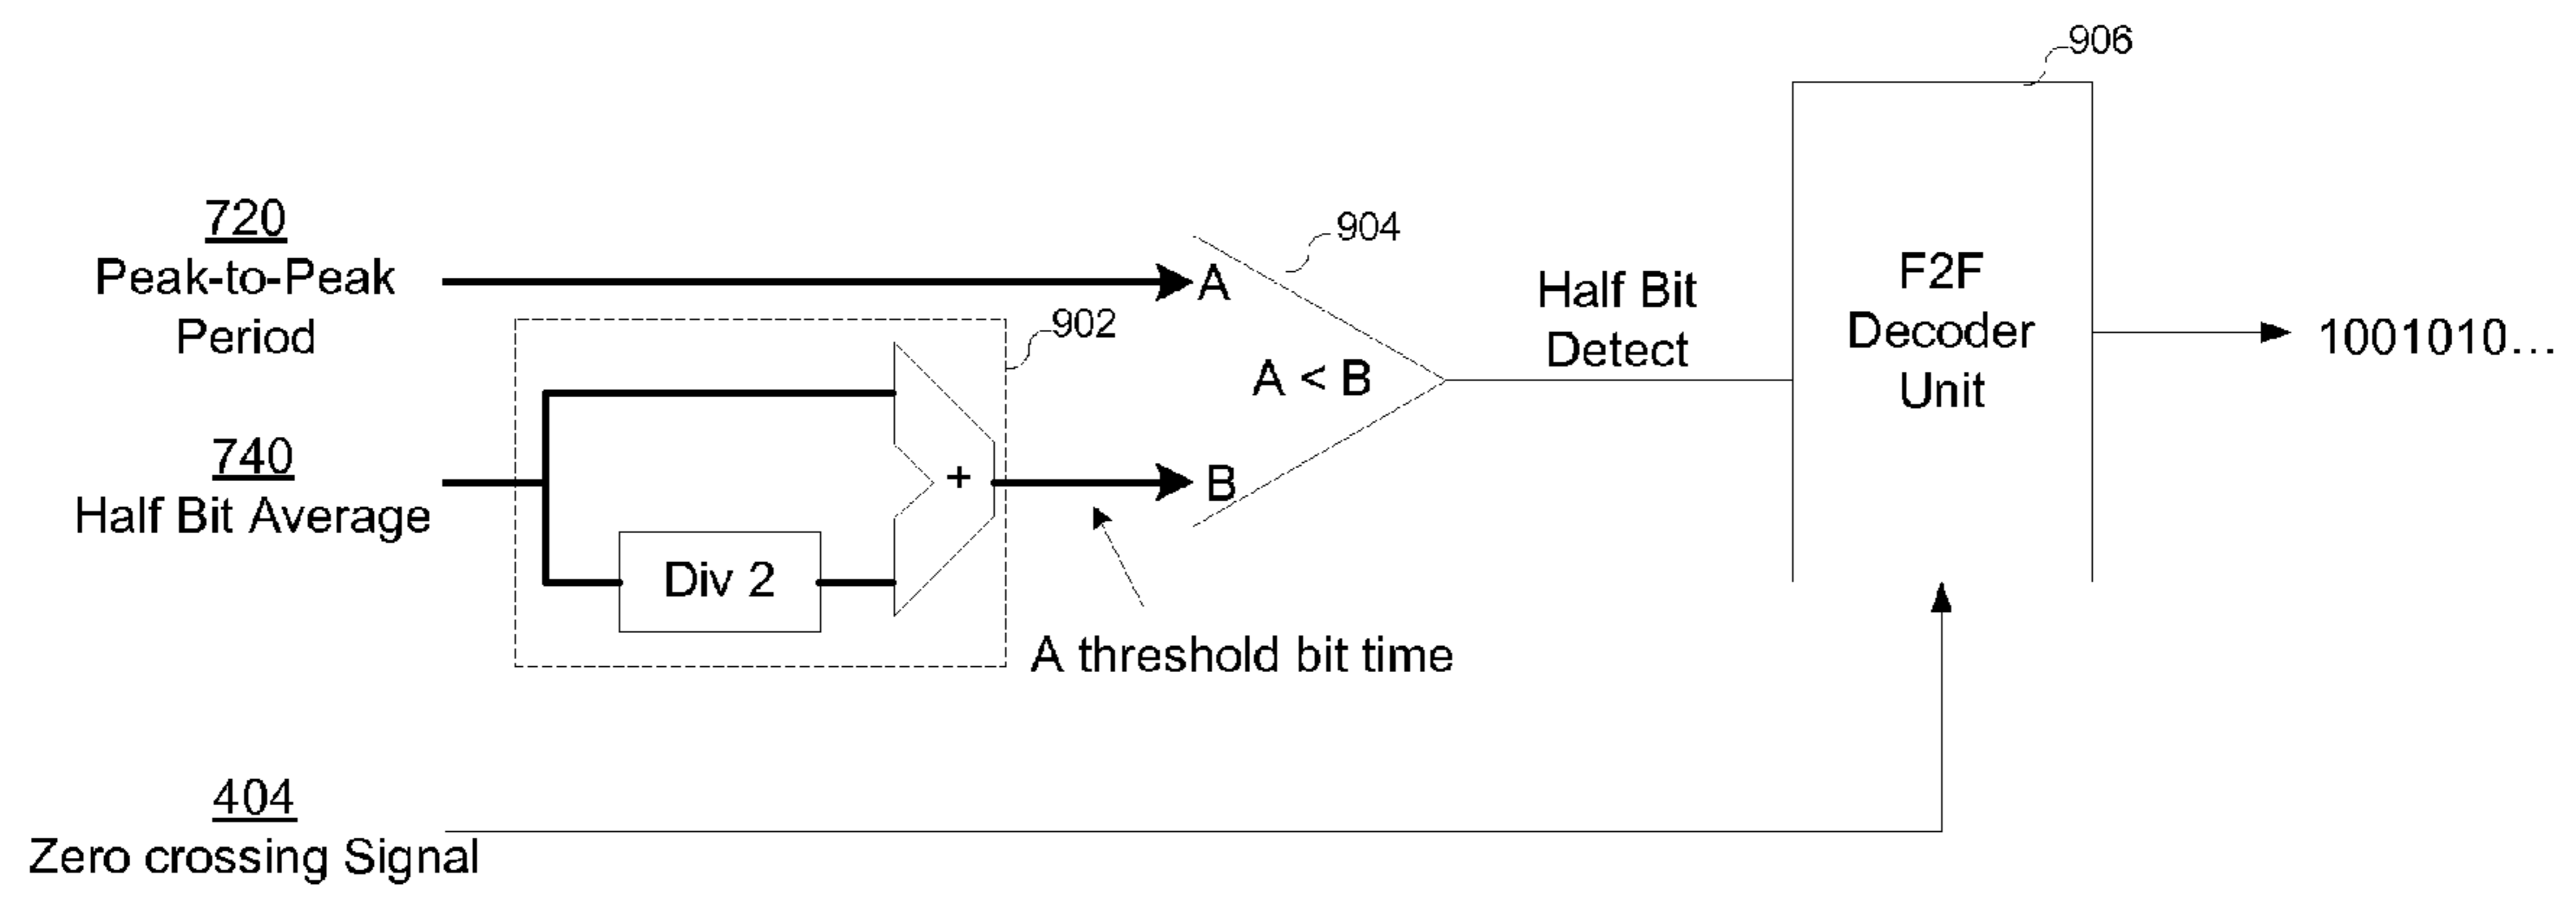 906
720
Peak-to-Peak
Period
904
A
902
Half Bit
Detect
F2F
Decoder
Unit
1001010...
A < B
740
Half Bit Average
+
B
Div 2
A threshold bit time
404
Zero crossing Signal